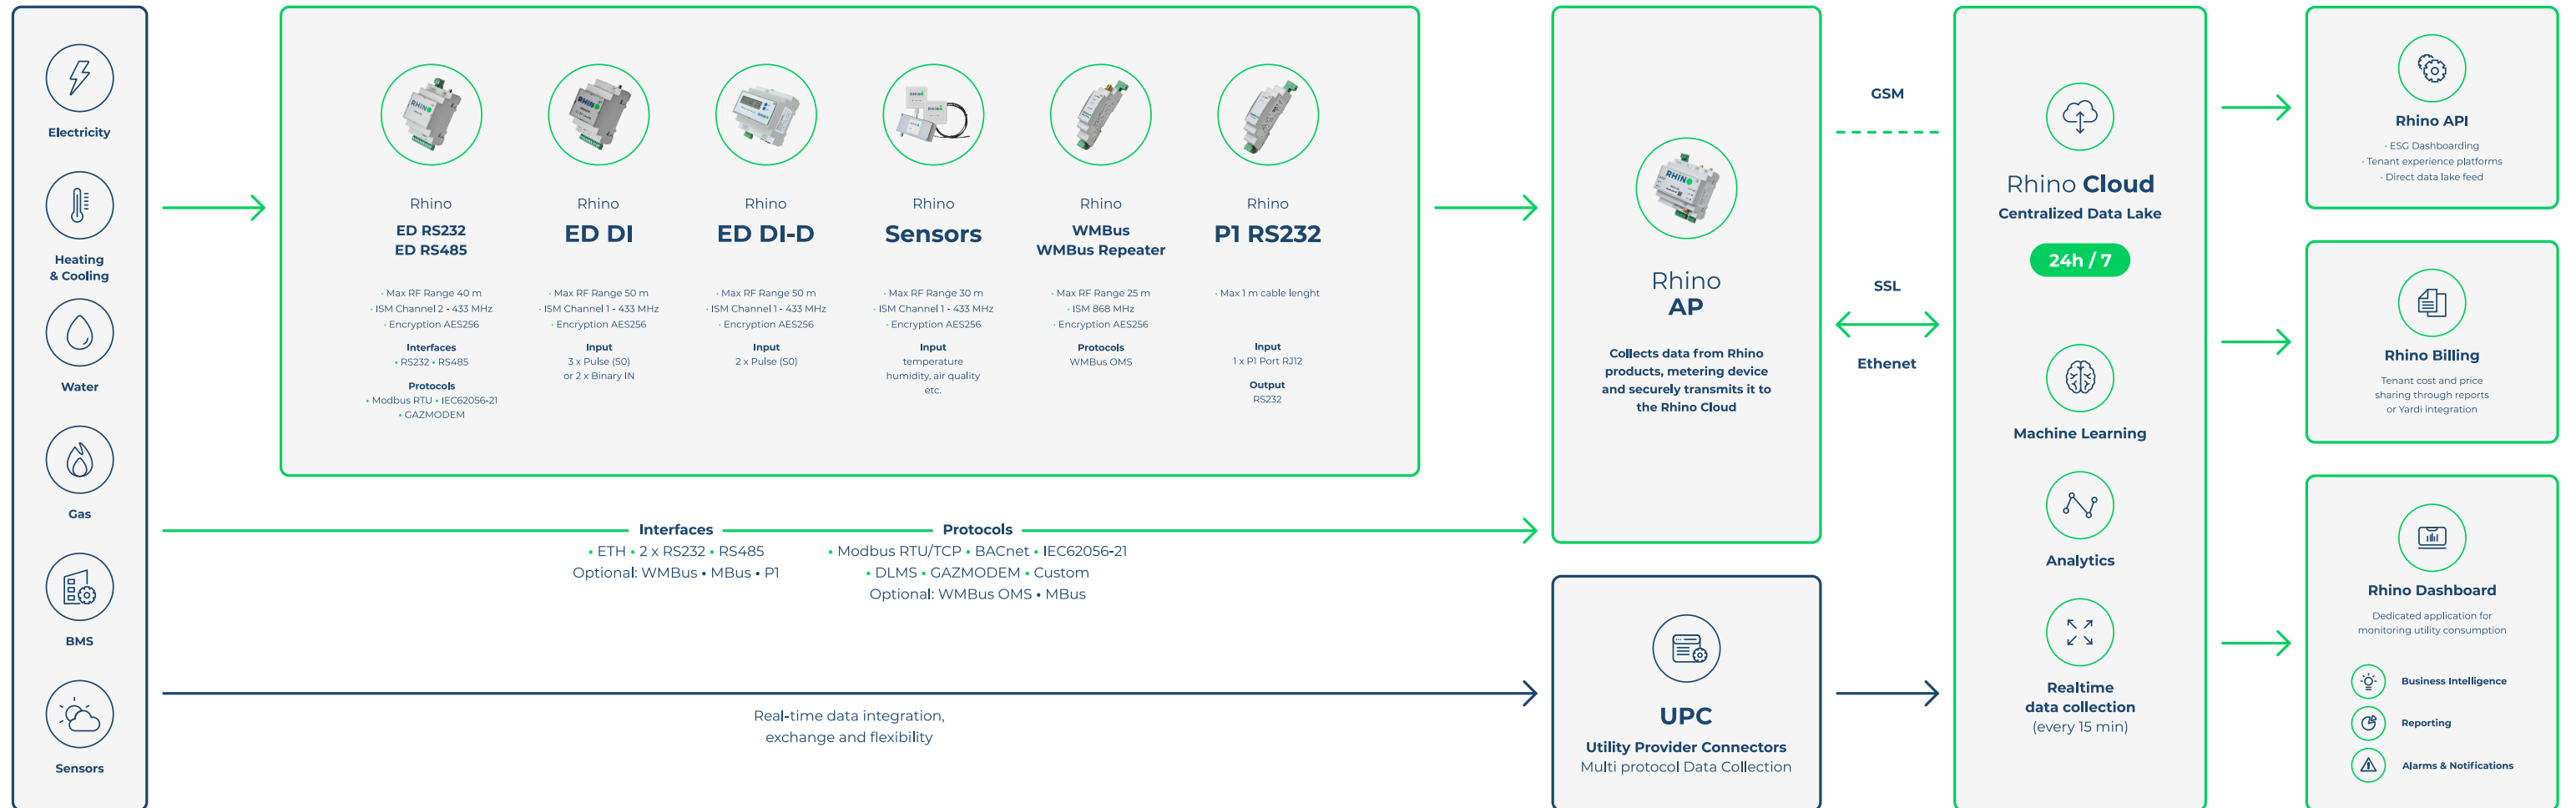 Electricity
Heating
& Cooling
Water
Gas
BMS
Sensors
Rhino
ED RS232
ED RS485
· Max RF Range 40 m
· ISM Channel 2 - 433 MHz
· Encryption AES256
Interfaces
• RS232 • RS485
Protocols
• Modbus RTU • IEC62056-21
• GAZMODEM
Rhino
ED DI
· Max RF Range 50 m
· ISM Channel 1 - 433 MHz
· Encryption AES256
Input
3 x Pulse (S0)
or 2 x Binary IN
Rhino
ED DI-D
· Max RF Range 50 m
· ISM Channel 1 - 433 MHz
· Encryption AES256
Input
2 x Pulse (S0)
Rhino
Sensors
· Max RF Range 30 m
· ISM Channel 1 - 433 MHz
· Encryption AES256
Input
temperature
humidity, air quality
etc.
Rhino
WMBus
WMBus Repeater
· Max RF Range 25 m
· ISM 868 MHz
· Encryption AES256
Protocols
WMBus OMS
Rhino
P1 RS232
· Max 1 m cable lenght
Input
1 x P1 Port RJ12
Output
RS232
Interfaces
• ETH • 2 x RS232 • RS485
Optional: WMBus • MBus • P1
Protocols
• Modbus RTU/TCP • BACnet • IEC62056-21
• DLMS • GAZMODEM • Custom
Optional: WMBus OMS • MBus
Real-time data integration,
exchange and flexibility
RHINO
Rhino
AP
Collects data from Rhino
products, metering device
and securely transmits it to
the Rhino Cloud
UPC
Utility Provider Connectors
Multi protocol Data Collection
GSM
SSL
Ethenet
Rhino Cloud
Centralized Data Lake
24h / 7
Machine Learning
Analytics
Realtime
data collection
(every 15 min)
Rhino API
· ESG Dashboarding
· Tenant experience platforms
· Direct data lake feed
Rhino Billing
Tenant cost and price
sharing through reports
or Yardi integration
Rhino Dashboard
Dedicated application for
monitoring utility consumption
Business Intelligence
Reporting
Alarms & Notifications